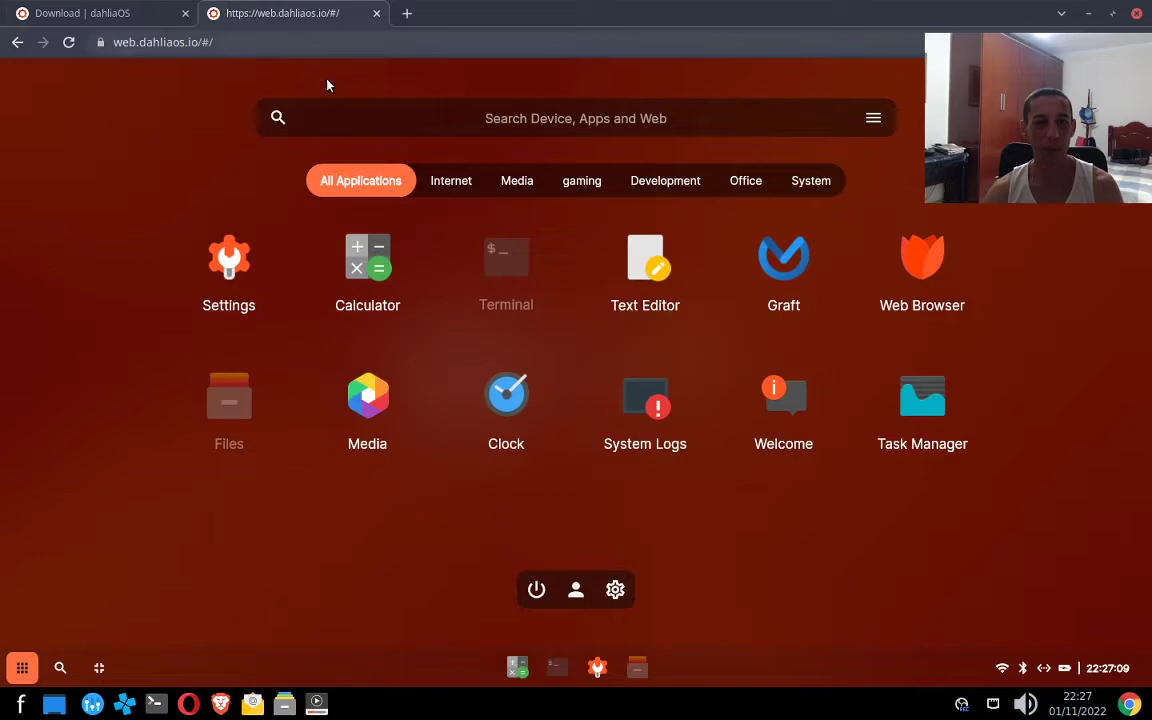 Download | dahliaOS
https://web.dahliaos.io/#/
web.dahliaos.io/#/
Search Device, Apps and Web
All Applications Internet Media gaming Development Office System
Settings Calculator Terminal Text Editor Graft Web Browser
Files Media Clock System Logs Welcome Task Manager
22:27:09
22:27
01/11/2022